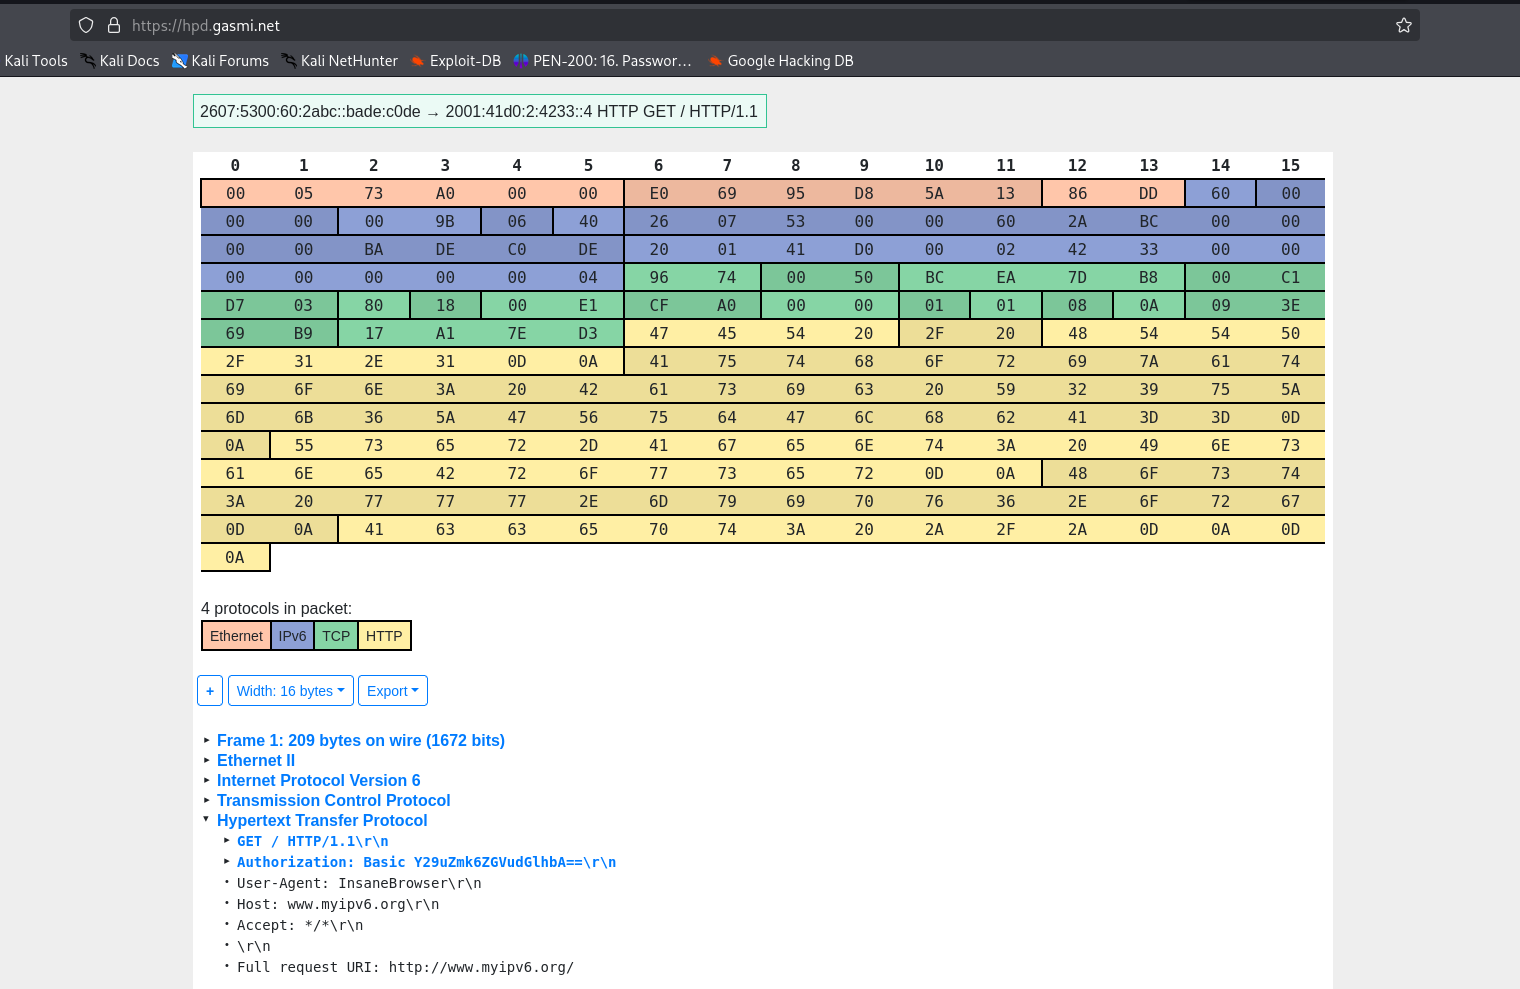 https://hpd.gasmi.net
Kali Tools Kali Docs Kali Forums Kali NetHunter Exploit-DB PEN-200: 16. Passwor… Google Hacking DB
2607:5300:60:2abc::bade:c0de → 2001:41d0:2:4233::4 HTTP GET / HTTP/1.1
0 1 2 3 4 5 6 7 8 9 10 11 12 13 14 15
00 05 73 A0 00 00 E0 69 95 D8 5A 13 86 DD 60 00
00 00 00 9B 06 40 26 07 53 00 00 60 2A BC 00 00
00 00 BA DE C0 DE 20 01 41 D0 00 02 42 33 00 00
00 00 00 00 00 04 96 74 00 50 BC EA 7D B8 00 C1
D7 03 80 18 00 E1 CF A0 00 00 01 01 08 0A 09 3E
69 B9 17 A1 7E D3 47 45 54 20 2F 20 48 54 54 50
2F 31 2E 31 0D 0A 41 75 74 68 6F 72 69 7A 61 74
69 6F 6E 3A 20 42 61 73 69 63 20 59 32 39 75 5A
6D 6B 36 5A 47 56 75 64 47 6C 68 62 41 3D 3D 0D
0A 55 73 65 72 2D 41 67 65 6E 74 3A 20 49 6E 73
61 6E 65 42 72 6F 77 73 65 72 0D 0A 48 6F 73 74
3A 20 77 77 77 2E 6D 79 69 70 76 36 2E 6F 72 67
0D 0A 41 63 63 65 70 74 3A 20 2A 2F 2A 0D 0A 0D
0A
4 protocols in packet:
Ethernet IPv6 TCP HTTP
+ Width: 16 bytes Export
Frame 1: 209 bytes on wire (1672 bits)
Ethernet II
Internet Protocol Version 6
Transmission Control Protocol
Hypertext Transfer Protocol
GET / HTTP/1.1\r\n
Authorization: Basic Y29uZmk6ZGVudGlhbA==\r\n
User-Agent: InsaneBrowser\r\n
Host: www.myipv6.org\r\n
Accept: */*\r\n
\r\n
Full request URI: http://www.myipv6.org/